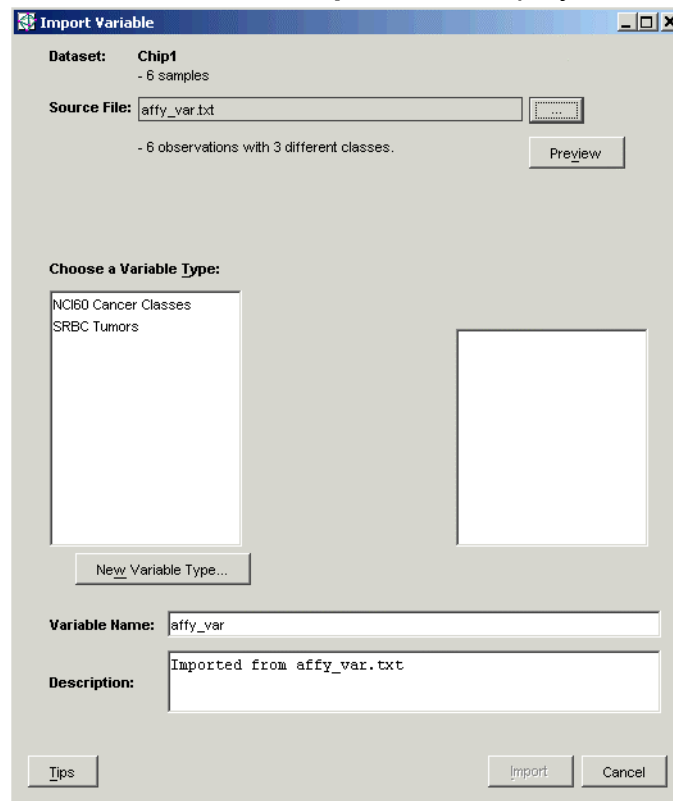 Import Variable
Dataset: Chip1
- 6 samples
Source File: affy_var.txt ...
- 6 observations with 3 different classes.
Preview
Choose a Variable Type:
NCI60 Cancer Classes
SRBC Tumors
New Variable Type...
Variable Name: affy_var
Imported from affy_var.txt
Description:
Tips Import Cancel